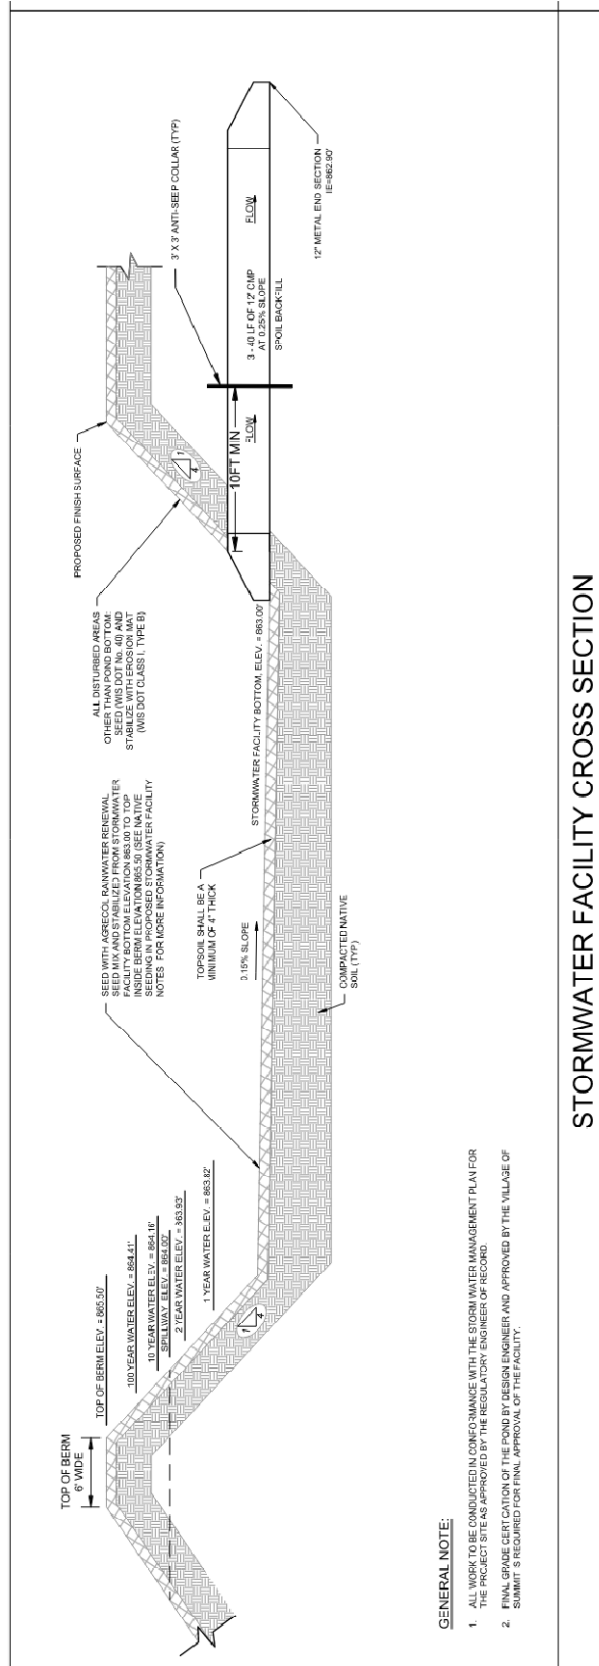 TOP OF BERM
6' WIDE
TOP OF BERM ELEV. = 865.50'
100 YEAR WATER ELEV. = 864.41'
10 YEAR WATER ELEV. = 864.16'
SPILLWAY ELEV. = 864.00'
2 YEAR WATER ELEV. = 863.93'
1 YEAR WATER ELEV. = 863.82'
1
4
SEED WITH AGRECOL RAINWATER RENEWAL
SEED MIX AND STABILIZED FROM STORMWATER
FACILITY BOTTOM ELEVATION 863.00 TO TOP
INSIDE BERM ELEVATION 865.50 (SEE NATIVE
SEEDING IN PROPOSED STORMWATER FACILITY
NOTES FOR MORE INFORMATION)
TOPSOIL SHALL BE A
MINIMUM OF 4" THICK
0.15% SLOPE
COMPACTED NATIVE
SOIL (TYP)
STORMWATER FACILITY BOTTOM, ELEV. = 863.00'
ALL DISTURBED AREAS
OTHER THAN POND BOTTOM:
SEED (WIS DOT No. 40) AND
STABILIZE WITH EROSION MAT
(WIS DOT CLASS I, TYPE B)
PROPOSED FINISH SURFACE
1
4
10FT MIN
FLOW
3' X 3' ANTI-SEEP COLLAR (TYP)
3 - 40 LF OF 12" CMP
AT 0.25% SLOPE
SPOIL BACKFILL
FLOW
12" METAL END SECTION
IE=862.90'
GENERAL NOTE:
1. ALL WORK TO BE CONDUCTED IN CONFORMANCE WITH THE STORM WATER MANAGEMENT PLAN FOR
THE PROJECT SITE AS APPROVED BY THE REGULATORY ENGINEER OF RECORD.
2. FINAL GRADE CERTICATION OF THE POND BY DESIGN ENGINEER AND APPROVED BY THE VILLAGE OF
SUMMIT IS REQUIRED FOR FINAL APPROVAL OF THE FACILITY.
STORMWATER FACILITY CROSS SECTION